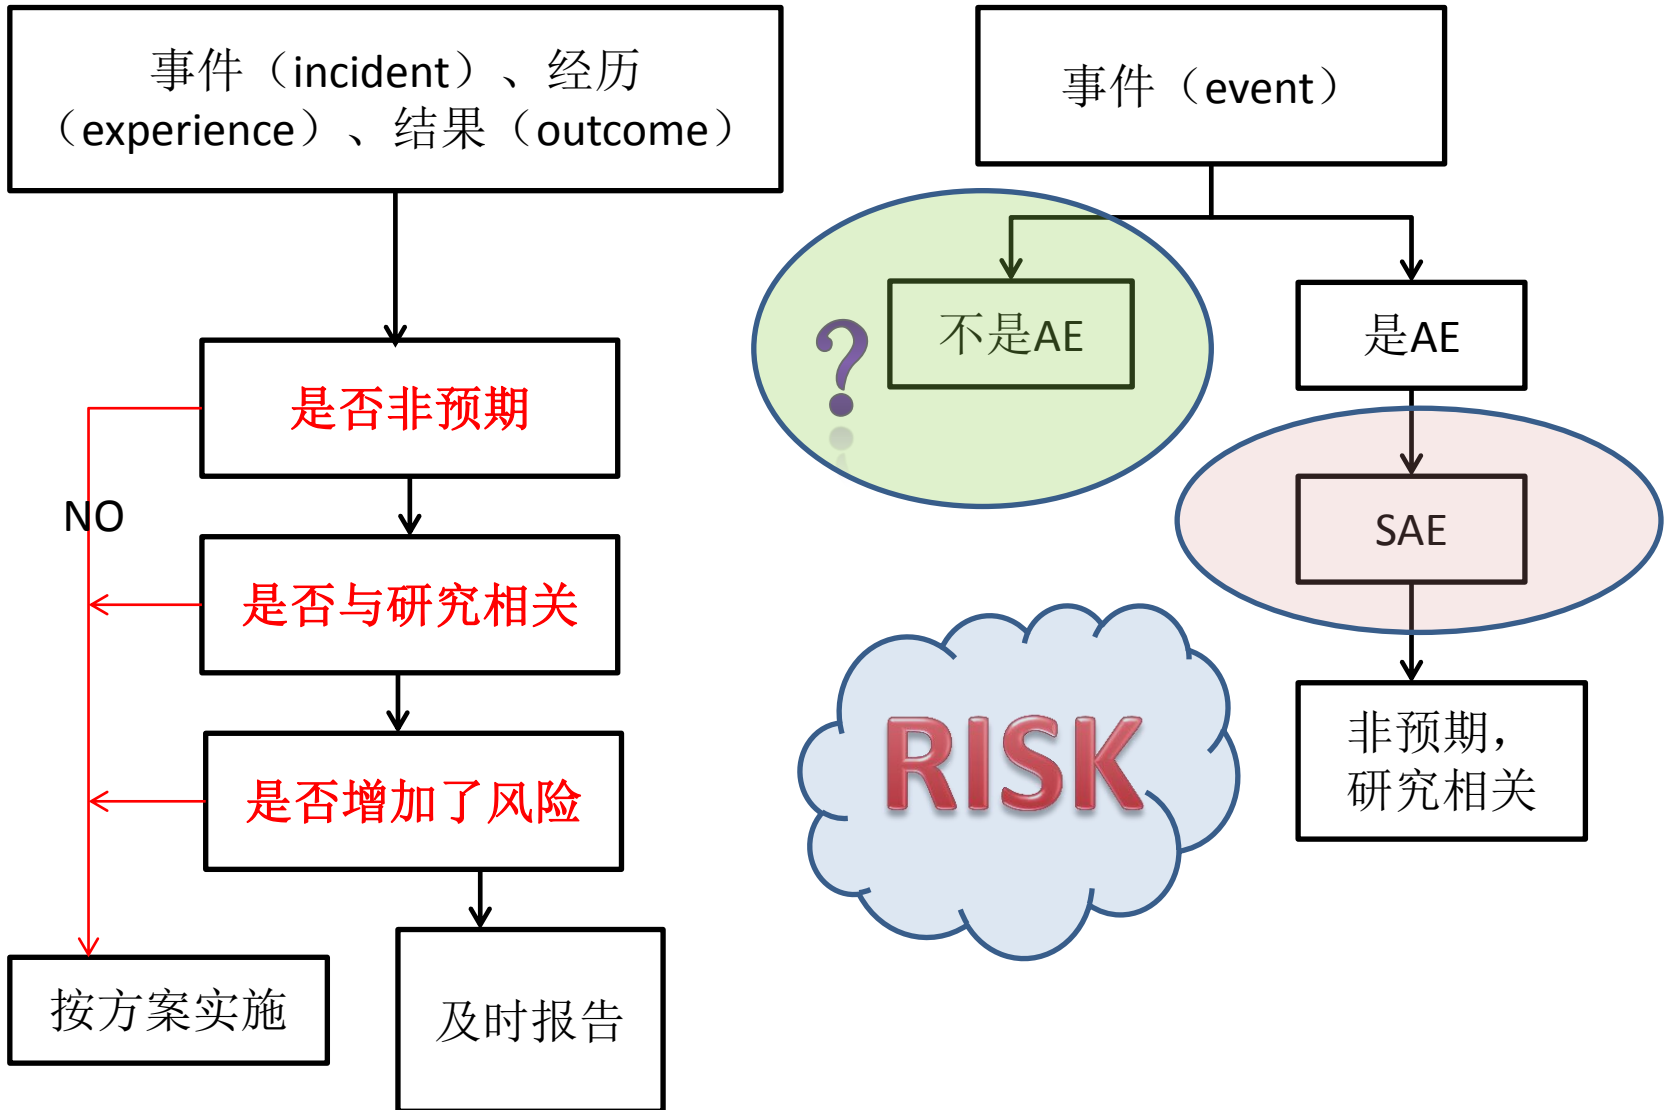 事件（incident）、经历
（experience）、结果（outcome）
是否非预期
NO
是否与研究相关
是否增加了风险
按方案实施
及时报告
事件（event）
?
不是AE
是AE
SAE
非预期，
研究相关
RISK